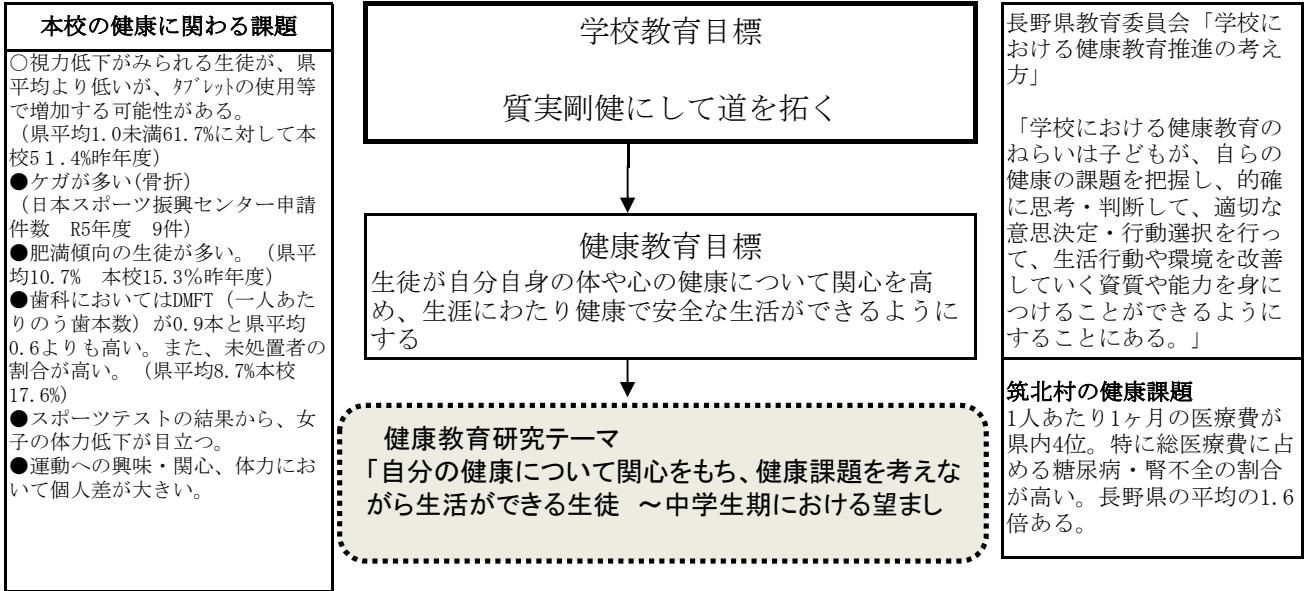 本校の健康に関わる課題
○視力低下がみられる生徒が、県
平均より低いが、ﾀﾌﾞﾚｯﾄの使用等
で増加する可能性がある。
（県平均1.0未満61.7%に対して本
校5１.4%昨年度）
●ケガが多い(骨折)
（日本スポーツ振興センター申請
件数　R5年度　9件）
●肥満傾向の生徒が多い。（県平
均10.7%　本校15.3%昨年度）
●歯科においてはDMFT（一人あた
りのう歯本数）が0.9本と県平均
0.6よりも高い。また、未処置者の
割合が高い。（県平均8.7%本校
17.6%）
●スポーツテストの結果から、女
子の体力低下が目立つ。
●運動への興味・関心、体力にお
いて個人差が大きい。
学校教育目標
質実剛健にして道を拓く
健康教育目標
生徒が自分自身の体や心の健康について関心を高
め、生涯にわたり健康で安全な生活ができるように
する
健康教育研究テーマ
「自分の健康について関心をもち、健康課題を考えな
がら生活ができる生徒　～中学生期における望まし
長野県教育委員会「学校に
おける健康教育推進の考え
方」
「学校における健康教育の
ねらいは子どもが、自らの
健康の課題を把握し、的確
に思考・判断して、適切な
意思決定・行動選択を行っ
て、生活行動や環境を改善
していく資質や能力を身に
つけることができるように
することにある。」
筑北村の健康課題
1人あたり1ヶ月の医療費が
県内4位。特に総医療費に占
める糖尿病・腎不全の割合
が高い。長野県の平均の1.6
倍ある。